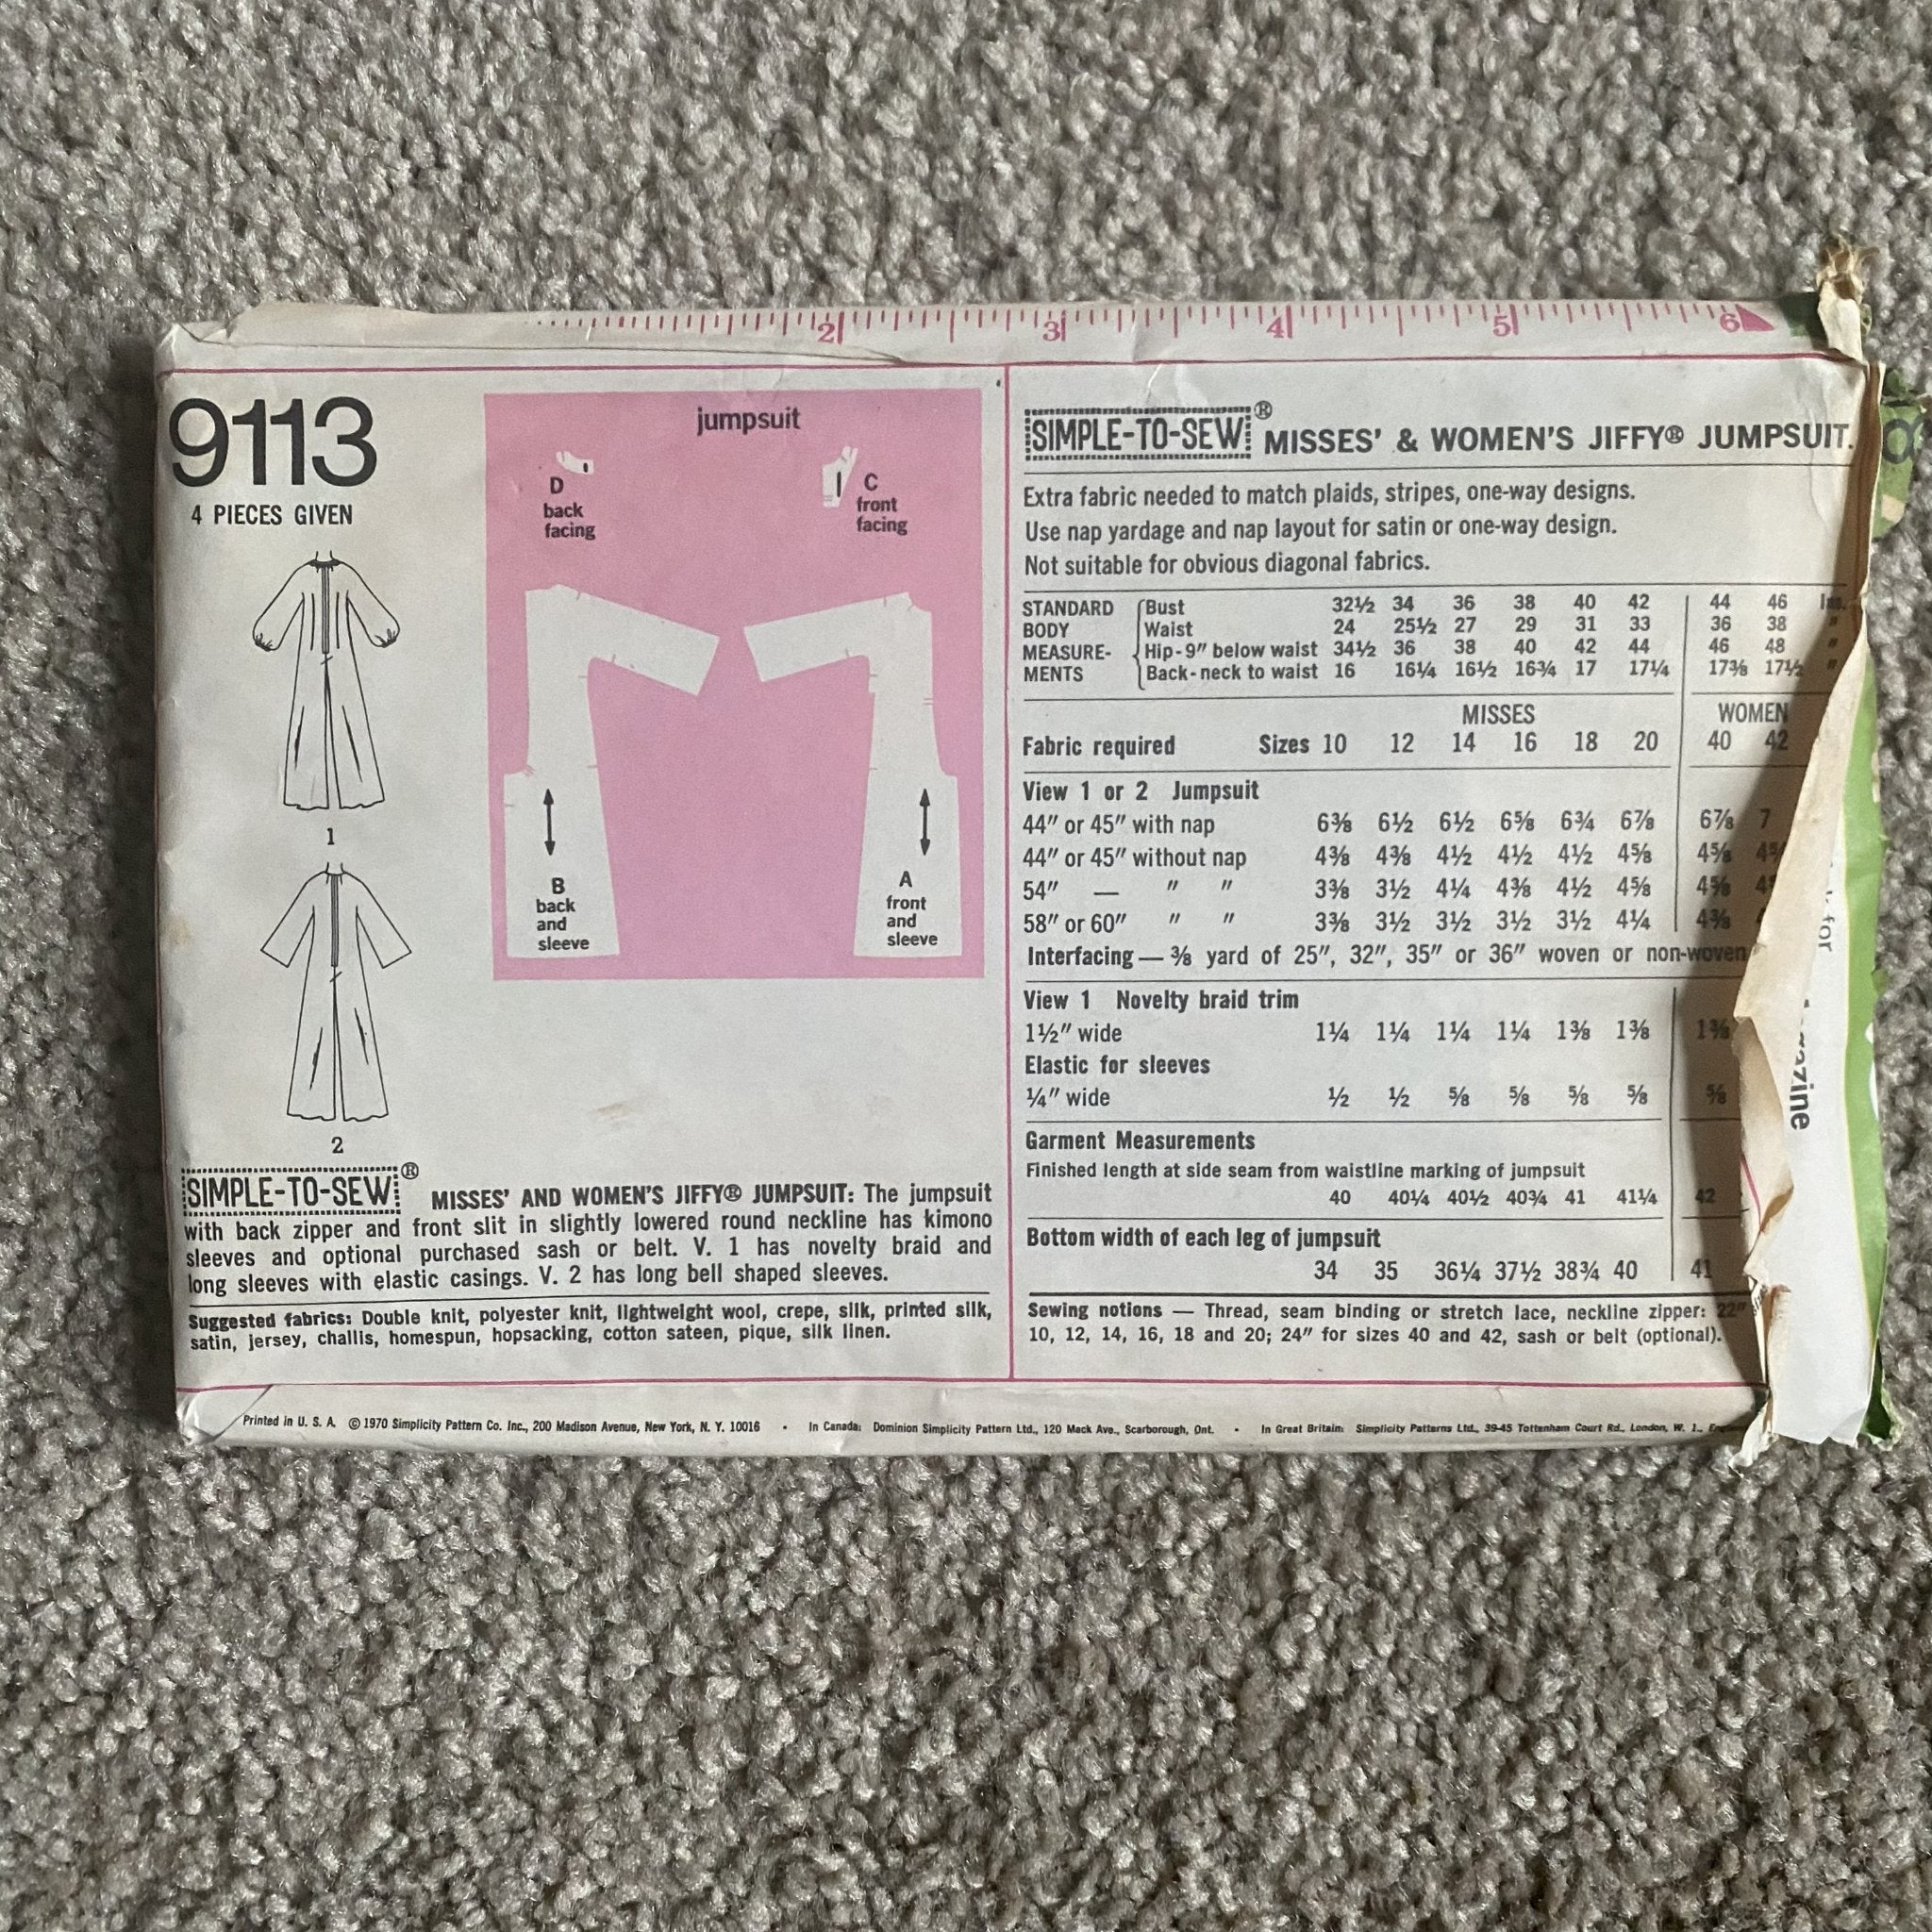 2 3 4 5 6
9113
4 PIECES GIVEN
1
2
jumpsuit
D
back
facing
C
front
facing
B
back
and
sleeve
A
front
and
sleeve
SIMPLE-TO-SEW® MISSES' AND WOMEN'S JIFFY® JUMPSUIT: The jumpsuit
with back zipper and front slit in slightly lowered round neckline has kimono
sleeves and optional purchased sash or belt. V. 1 has novelty braid and
long sleeves with elastic casings. V. 2 has long bell shaped sleeves.
Suggested fabrics: Double knit, polyester knit, lightweight wool, crepe, silk, printed silk,
satin, jersey, challis, homespun, hopsacking, cotton sateen, pique, silk linen.
SIMPLE-TO-SEW® MISSES' & WOMEN'S JIFFY® JUMPSUIT.
Extra fabric needed to match plaids, stripes, one-way designs.
Use nap yardage and nap layout for satin or one-way design.
Not suitable for obvious diagonal fabrics.
STANDARD Bust 32½ 34 36 38 40 42 44 46 In.
BODY Waist 24 25½ 27 29 31 33 36 38 "
MEASURE- Hip-9" below waist 34½ 36 38 40 42 44 46 48 "
MENTS Back-neck to waist 16 16¼ 16½ 16¾ 17 17¼ 17⅜ 17½ "
MISSES WOMEN
Fabric required Sizes 10 12 14 16 18 20 40 42
View 1 or 2 Jumpsuit
44" or 45" with nap 6⅜ 6½ 6½ 6⅝ 6¾ 6⅞ 6⅞ 7
44" or 45" without nap 4⅜ 4⅜ 4½ 4½ 4½ 4⅝ 4⅝
54" — " " 3⅜ 3½ 4¼ 4⅜ 4½ 4⅝ 4⅝
58" or 60" " " 3⅜ 3½ 3½ 3½ 3½ 4¼ 4⅜
Interfacing — ⅜ yard of 25", 32", 35" or 36" woven or non-woven
View 1 Novelty braid trim
1½" wide 1¼ 1¼ 1¼ 1¼ 1⅜ 1⅜ 1⅜
Elastic for sleeves
¼" wide ½ ½ ⅝ ⅝ ⅝ ⅝ ⅝
Garment Measurements
Finished length at side seam from waistline marking of jumpsuit
40 40¼ 40½ 40¾ 41 41¼ 42
Bottom width of each leg of jumpsuit
34 35 36¼ 37½ 38¾ 40 41
Sewing notions — Thread, seam binding or stretch lace, neckline zipper: 22"
10, 12, 14, 16, 18 and 20; 24" for sizes 40 and 42, sash or belt (optional).
for
Printed in U. S. A. © 1970 Simplicity Pattern Co. Inc., 200 Madison Avenue, New York, N. Y. 10016 • In Canada: Dominion Simplicity Pattern Ltd., 120 Mack Ave., Scarborough, Ont. • In Great Britain: Simplicity Patterns Ltd., 39-45 Tottenham Court Rd., London, W. 1.,